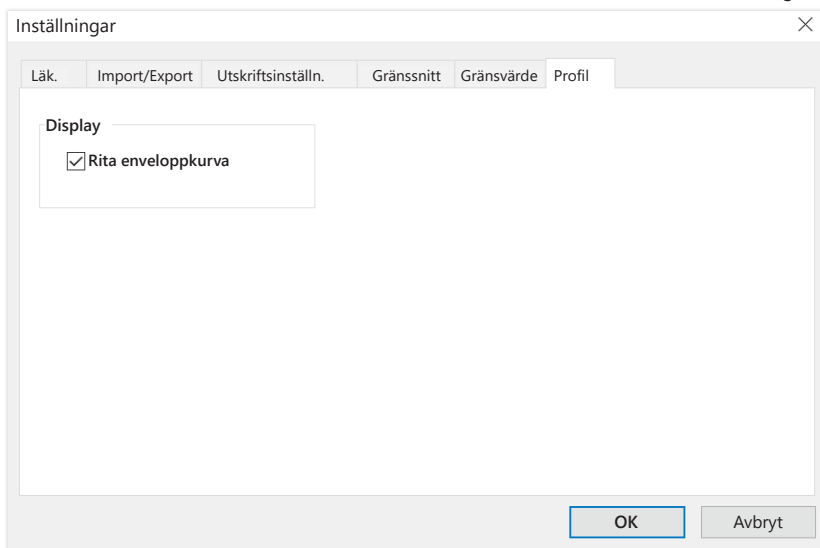 Inställningar
Läk. Import/Export Utskriftsinställn. Gränssnitt Gränsvärde Profil
Display
Rita enveloppkurva
OK Avbryt